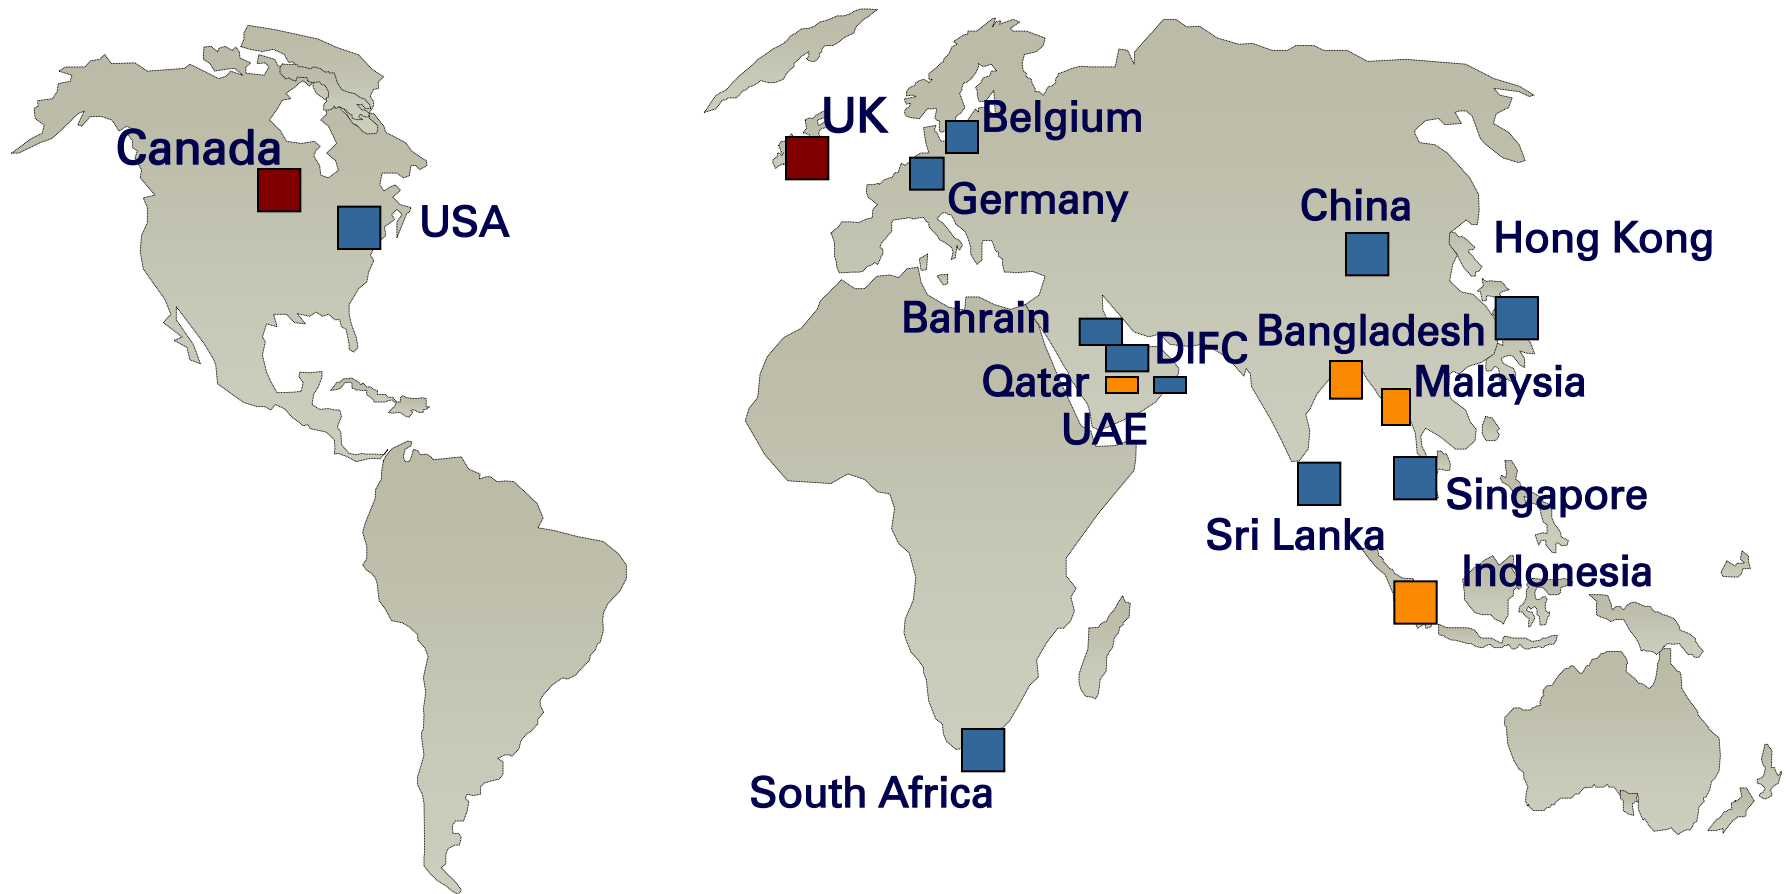 UK
Belgium
Canada
Germany
USA
China
Hong Kong
Bahrain
Bangladesh
DIFC
Qatar
Malaysia
UAE
Singapore
Sri Lanka
Indonesia
South Africa